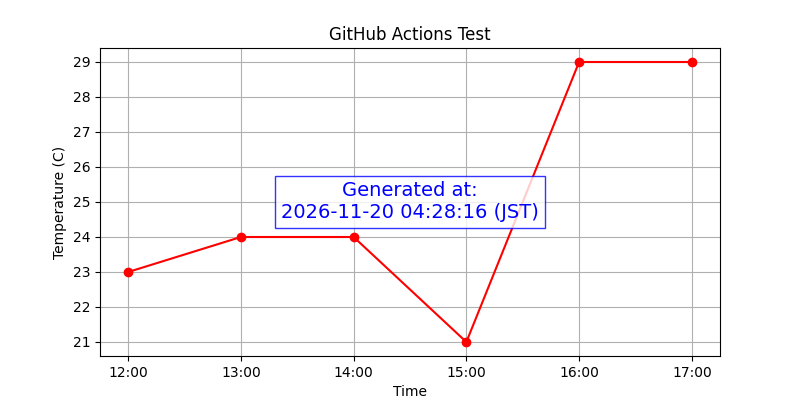 GitHub Actions Test
Temperature (C)
29
28
27
26
25
24
23
22
21
Generated at:
2026-11-20 04:28:16 (JST)
12:00 13:00 14:00 15:00 16:00 17:00
Time